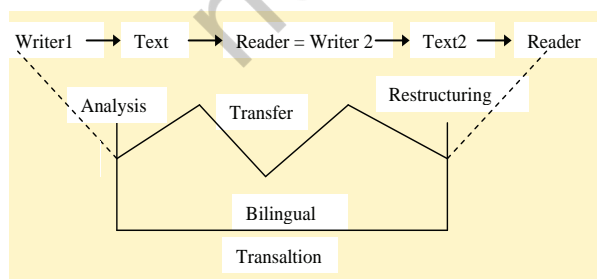 Writer1 Text Reader = Writer 2 Text2 Reader
Analysis Transfer Restructuring
Bilingual
Transaltion